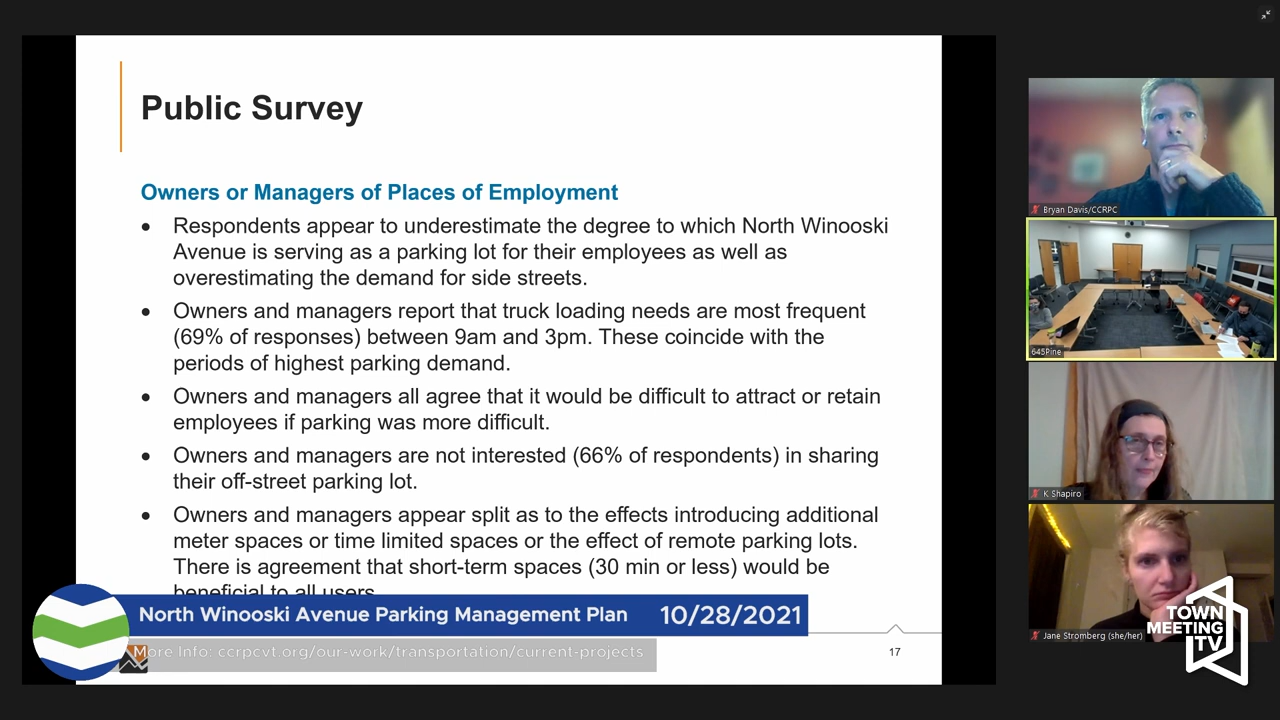 Public Survey
Owners or Managers of Places of Employment
• Respondents appear to underestimate the degree to which North Winooski
Avenue is serving as a parking lot for their employees as well as
overestimating the demand for side streets.
• Owners and managers report that truck loading needs are most frequent
(69% of responses) between 9am and 3pm. These coincide with the
periods of highest parking demand.
• Owners and managers all agree that it would be difficult to attract or retain
employees if parking was more difficult.
• Owners and managers are not interested (66% of respondents) in sharing
their off-street parking lot.
• Owners and managers appear split as to the effects introducing additional
meter spaces or time limited spaces or the effect of remote parking lots.
There is agreement that short-term spaces (30 min or less) would be
beneficial to all users.
North Winooski Avenue Parking Management Plan 10/28/2021
More Info: ccrpcvt.org/our-work/transportation/current-projects
17
Bryan Davis/CCRPC
645Pine
K Shapiro
Jane Stromberg (she/her)
TOWN
MEETING
TV